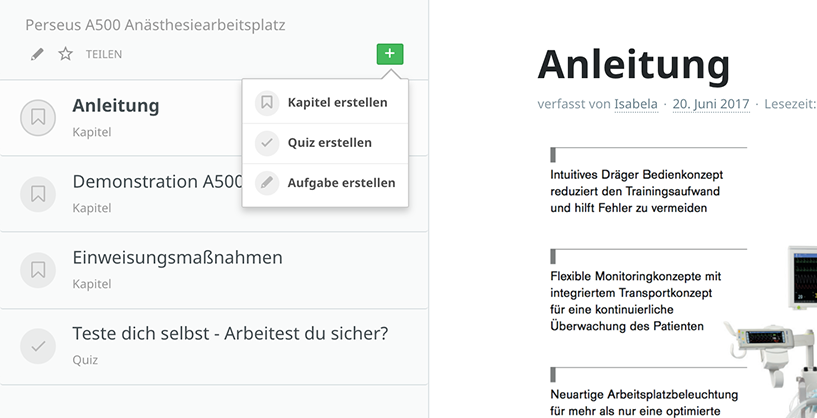 Perseus A500 Anästhesiearbeitsplatz
TEILEN
+
Anleitung
Kapitel
Kapitel erstellen
Quiz erstellen
Aufgabe erstellen
Demonstration A500
Kapitel
Einweisungsmaßnahmen
Kapitel
Teste dich selbst - Arbeitest du sicher?
Quiz
Anleitung
verfasst von Isabela · 20. Juni 2017 · Lesezeit:
Intuitives Dräger Bedienkonzept
reduziert den Trainingsaufwand
und hilft Fehler zu vermeiden
Flexible Monitoringkonzepte mit
integriertem Transportkonzept
für eine kontinuierliche
Überwachung des Patienten
Neuartige Arbeitsplatzbeleuchtung
für mehr als nur eine optimierte